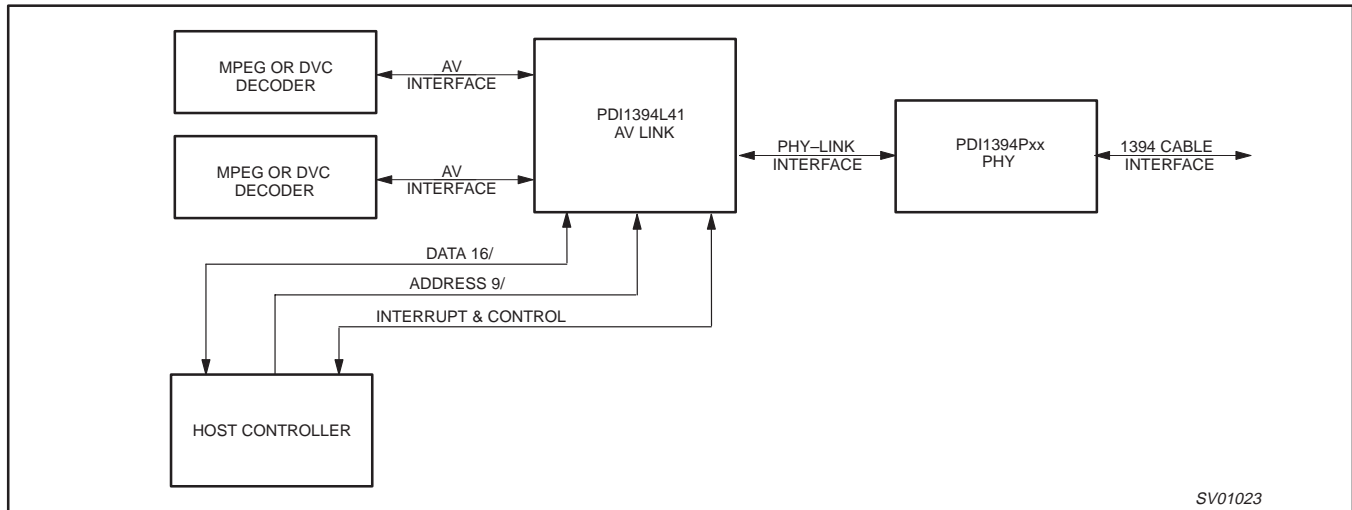 MPEG OR DVC
DECODER
AV
INTERFACE
PDI1394L41
AV LINK
PHY–LINK
INTERFACE
PDI1394Pxx
PHY
1394 CABLE
INTERFACE
MPEG OR DVC
DECODER
AV
INTERFACE
DATA 16/
ADDRESS 9/
INTERRUPT & CONTROL
HOST CONTROLLER
SV01023